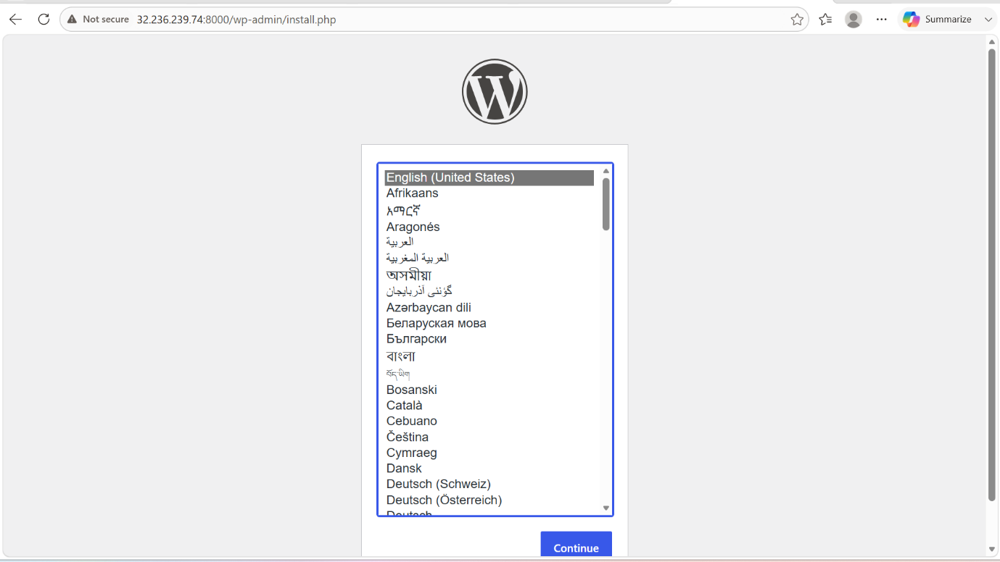 Not secure 32.236.239.74:8000/wp-admin/install.php Summarize
English (United States)
Afrikaans
አማርኛ
Aragonés
العربية
العربية المغربية
অসমীয়া
گؤنئی آذربایجان
Azərbaycan dili
Беларуская мова
Български
বাংলা
བོད་ཡིག
Bosanski
Català
Cebuano
Čeština
Cymraeg
Dansk
Deutsch (Schweiz)
Deutsch (Österreich)
Deutsch
Continue